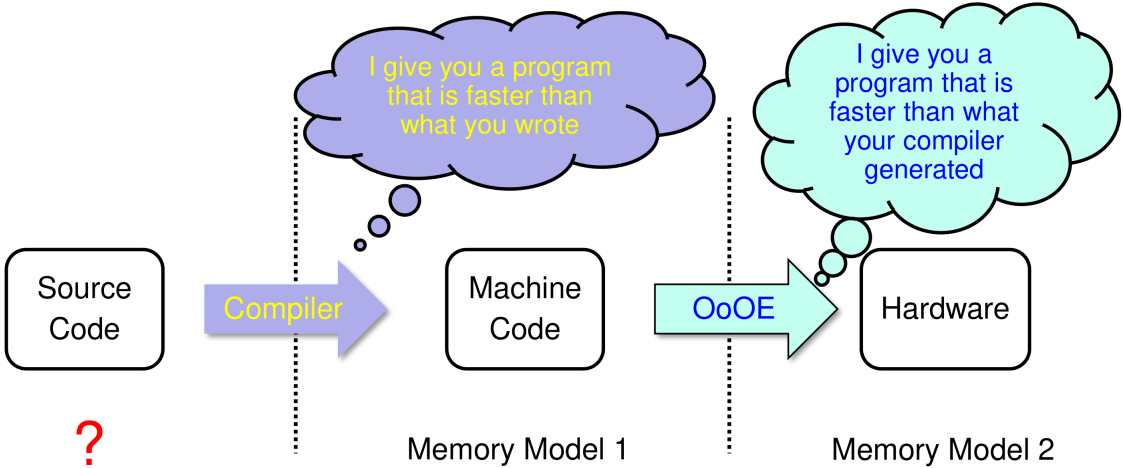 I give you a program
that is faster than
what you wrote
I give you a
program that is
faster than what
your compiler
generated
Source
Code
Compiler
Machine
Code
OoOE
Hardware
?
Memory Model 1
Memory Model 2